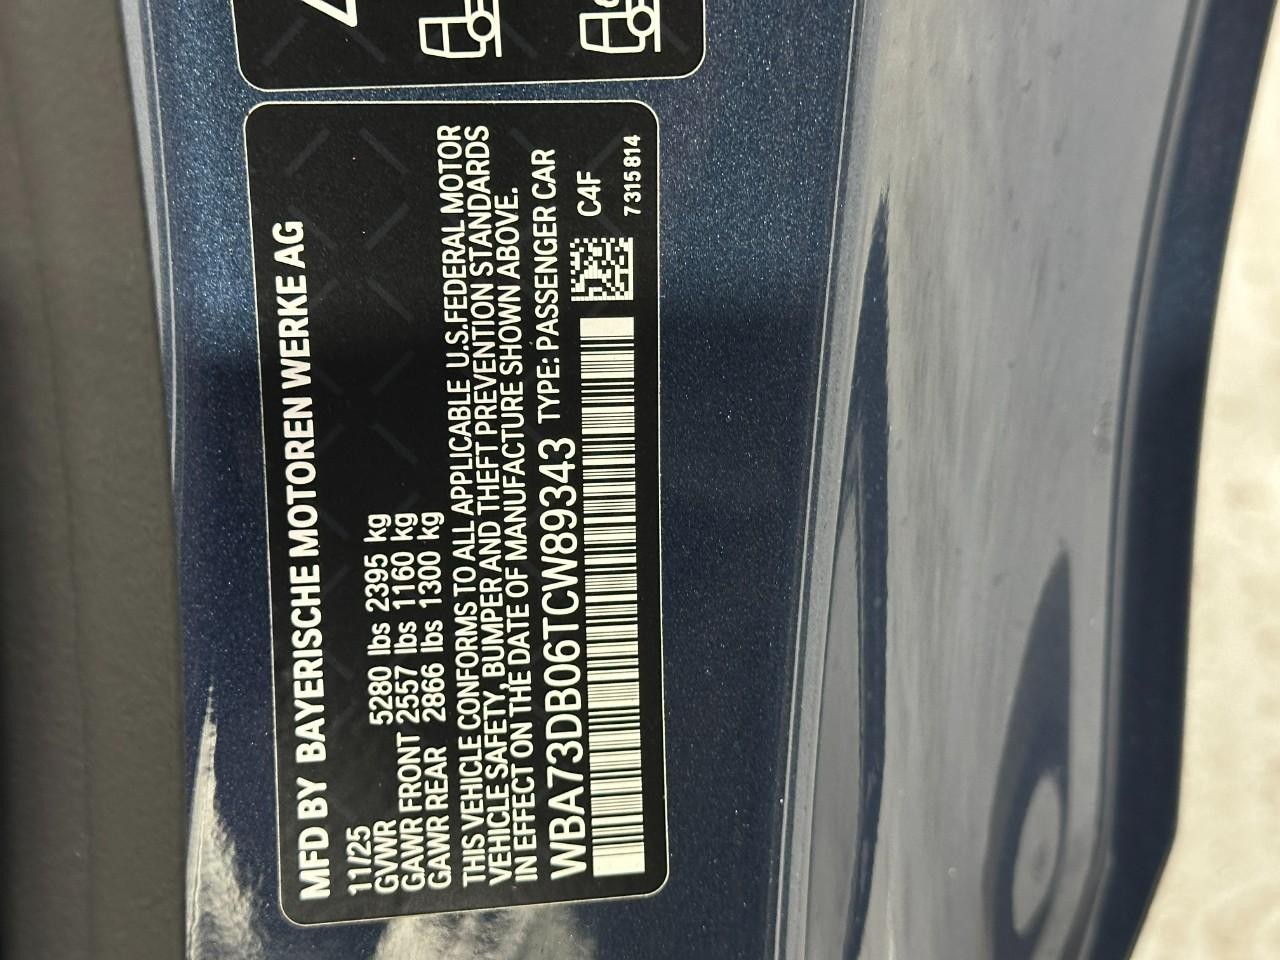 MFD BY BAYERISCHE MOTOREN WERKE AG
11/25
GVWR 5280 lbs 2395 kg
GAWR FRONT 2557 lbs 1160 kg
GAWR REAR 2866 lbs 1300 kg
THIS VEHICLE CONFORMS TO ALL APPLICABLE U.S.FEDERAL MOTOR
VEHICLE SAFETY, BUMPER AND THEFT PREVENTION STANDARDS
IN EFFECT ON THE DATE OF MANUFACTURE SHOWN ABOVE.
WBA73DB06TCW89343 TYPE: PASSENGER CAR
C4F
7315814